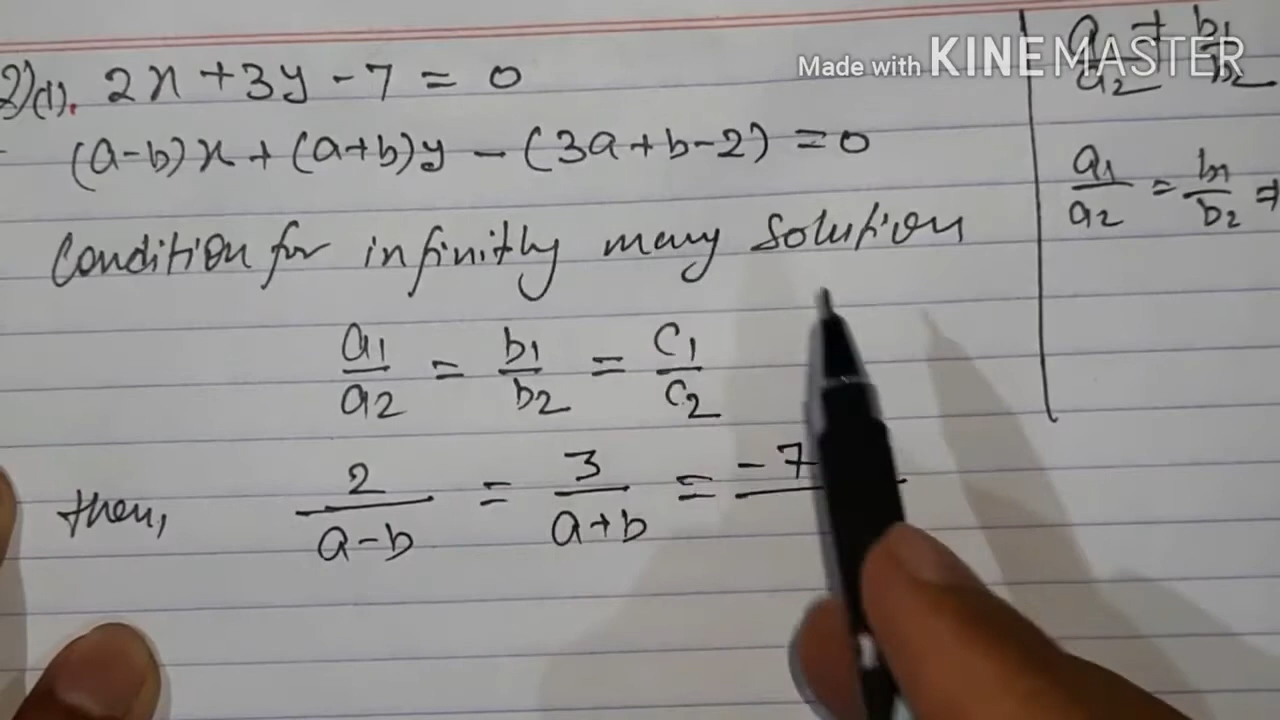 2)(1). 2x + 3y - 7 = 0
(a-b)x + (a+b)y - (3a+b-2) = 0
Condition for infinitly many solution
a1/a2 = b1/b2 = c1/c2
then, 2/(a-b) = 3/(a+b) = -7
Made with KINEMASTER
a1/a2 ≠ b1/b2
a1/a2 = b1/b2 ⇒